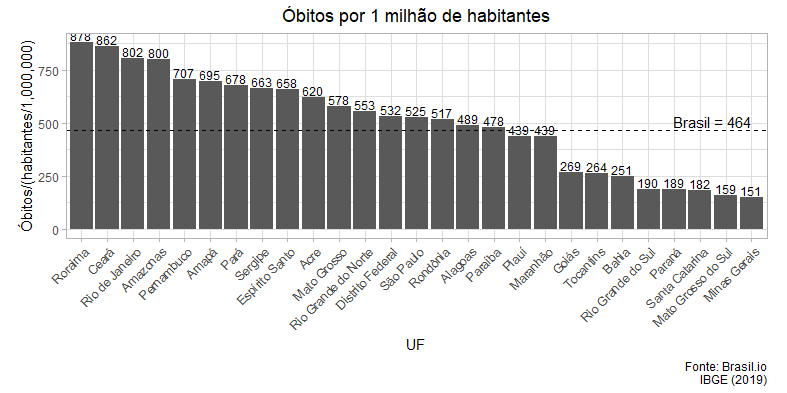 Óbitos por 1 milhão de habitantes
Óbitos/(habitantes/1,000,000)
750
500
250
0
878
862
802
800
707
695
678
663
658
620
578
553
532
525
517
489
478
439
439
269
264
251
190
189
182
159
151
Brasil = 464
Roraima
Ceará
Rio de Janeiro
Amazonas
Pernambuco
Amapá
Pará
Sergipe
Espírito Santo
Acre
Mato Grosso
Rio Grande do Norte
Distrito Federal
São Paulo
Rondônia
Alagoas
Paraíba
Piauí
Maranhão
Goiás
Tocantins
Bahia
Rio Grande do Sul
Paraná
Santa Catarina
Mato Grosso do Sul
Minas Gerais
UF
Fonte: Brasil.io
IBGE (2019)